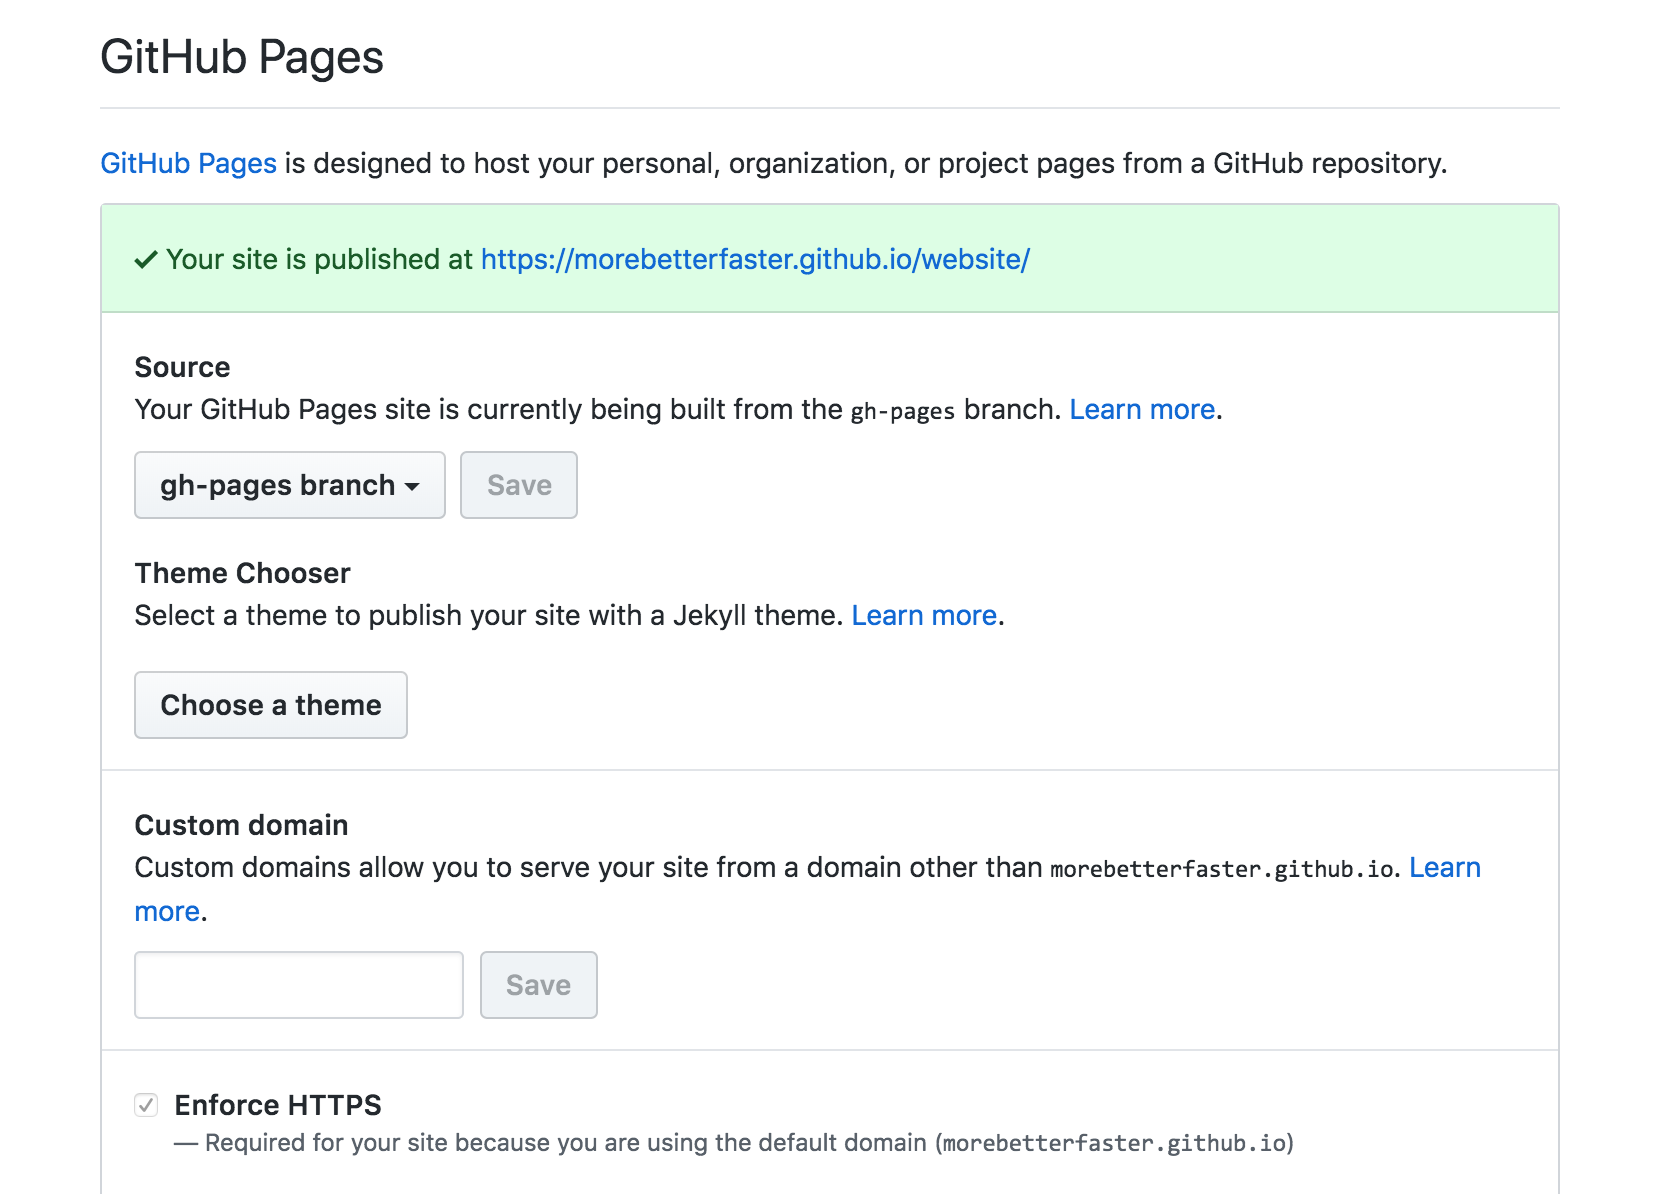 GitHub Pages
GitHub Pages is designed to host your personal, organization, or project pages from a GitHub repository.
Your site is published at https://morebetterfaster.github.io/website/
Source
Your GitHub Pages site is currently being built from the gh-pages branch. Learn more.
gh-pages branch Save
Theme Chooser
Select a theme to publish your site with a Jekyll theme. Learn more.
Choose a theme
Custom domain
Custom domains allow you to serve your site from a domain other than morebetterfaster.github.io. Learn
more.
Save
Enforce HTTPS
— Required for your site because you are using the default domain (morebetterfaster.github.io)